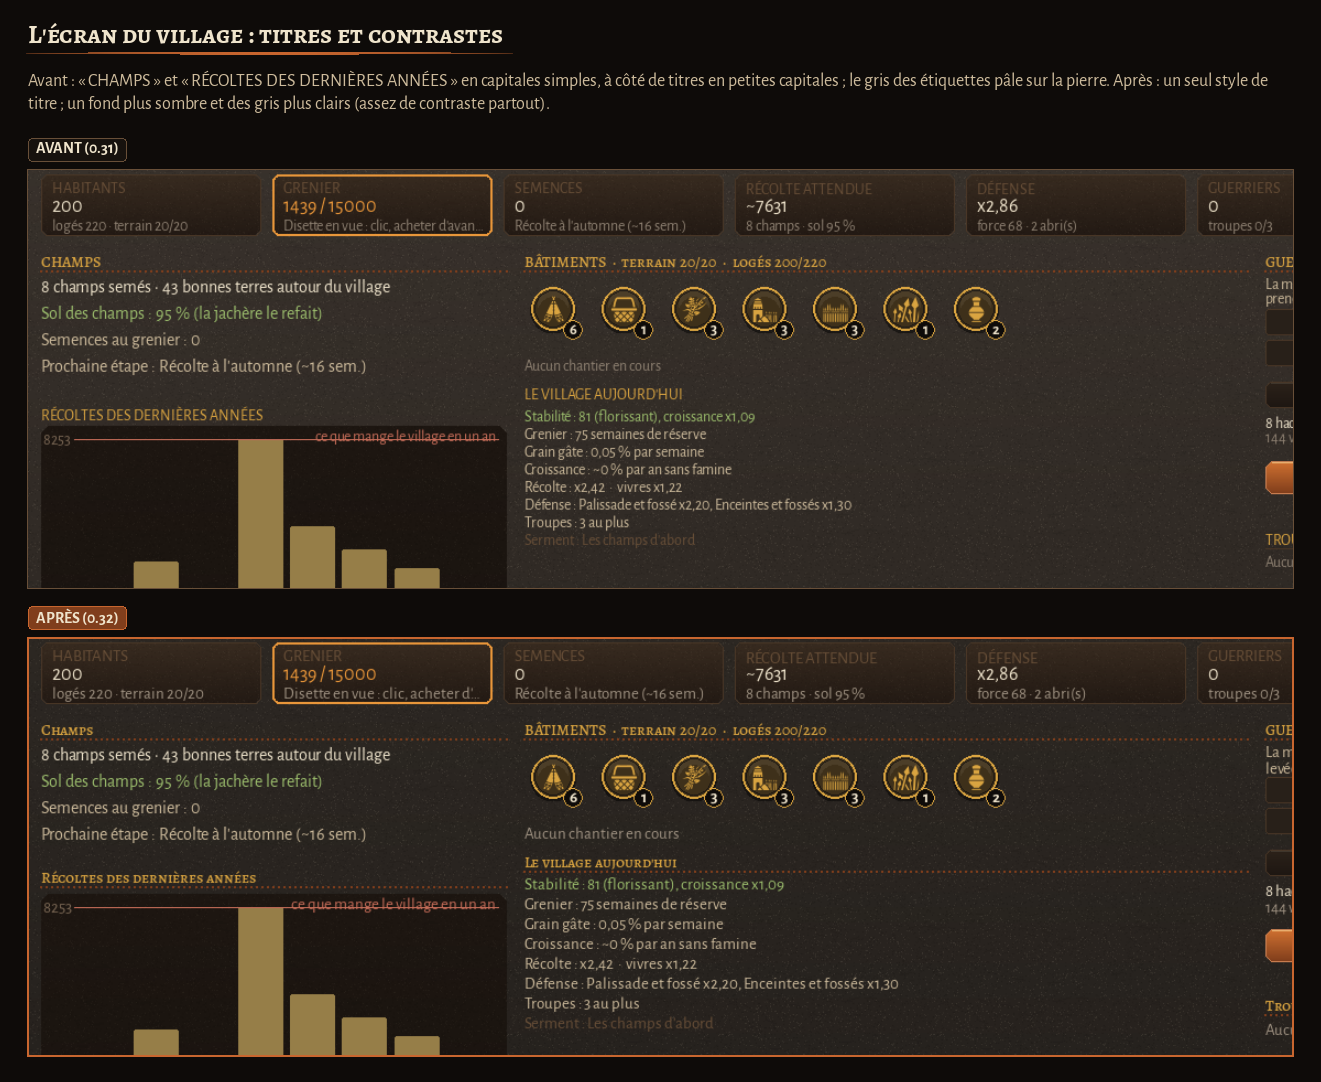 L'ÉCRAN DU VILLAGE : TITRES ET CONTRASTES
Avant : « CHAMPS » et « RÉCOLTES DES DERNIÈRES ANNÉES » en capitales simples, à côté de titres en petites capitales ; le gris des étiquettes pâle sur la pierre. Après : un seul style de
titre ; un fond plus sombre et des gris plus clairs (assez de contraste partout).
AVANT (0.31)
HABITANTS
200
logés 220 · terrain 20/20
GRENIER
1439 / 15000
Disette en vue : clic, acheter d'avan...
SEMENCES
0
Récolte à l'automne (~16 sem.)
RÉCOLTE ATTENDUE
~7631
8 champs · sol 95 %
DÉFENSE
x2,86
force 68 · 2 abri(s)
GUERRIERS
0
troupes 0/3
CHAMPS
8 champs semés · 43 bonnes terres autour du village
Sol des champs : 95 % (la jachère le refait)
Semences au grenier : 0
Prochaine étape : Récolte à l'automne (~16 sem.)
RÉCOLTES DES DERNIÈRES ANNÉES
8253
ce que mange le village en un an
BÂTIMENTS · TERRAIN 20/20 · LOGÉS 200/220
6
1
3
3
3
1
2
Aucun chantier en cours
LE VILLAGE AUJOURD'HUI
Stabilité : 81 (florissant), croissance x1,09
Grenier : 75 semaines de réserve
Grain gâte : 0,05 % par semaine
Croissance : ~0 % par an sans famine
Récolte : x2,42 · vivres x1,22
Défense : Palissade et fossé x2,20, Enceintes et fossés x1,30
Troupes : 3 au plus
Serment : Les champs d'abord
GUE
La m
pren
8 hac
144 v
TROU
Aucu
APRÈS (0.32)
HABITANTS
200
logés 220 · terrain 20/20
GRENIER
1439 / 15000
Disette en vue : clic, acheter d'...
SEMENCES
0
Récolte à l'automne (~16 sem.)
RÉCOLTE ATTENDUE
~7631
8 champs · sol 95 %
DÉFENSE
x2,86
force 68 · 2 abri(s)
GUERRIERS
0
troupes 0/3
CHAMPS
8 champs semés · 43 bonnes terres autour du village
Sol des champs : 95 % (la jachère le refait)
Semences au grenier : 0
Prochaine étape : Récolte à l'automne (~16 sem.)
RÉCOLTES DES DERNIÈRES ANNÉES
8253
ce que mange le village en un an
BÂTIMENTS · TERRAIN 20/20 · LOGÉS 200/220
6
1
3
3
3
1
2
Aucun chantier en cours
LE VILLAGE AUJOURD'HUI
Stabilité : 81 (florissant), croissance x1,09
Grenier : 75 semaines de réserve
Grain gâte : 0,05 % par semaine
Croissance : ~0 % par an sans famine
Récolte : x2,42 · vivres x1,22
Défense : Palissade et fossé x2,20, Enceintes et fossés x1,30
Troupes : 3 au plus
Serment : Les champs d'abord
GUE
La m
levée
8 ha
144 v
TROU
Aucu